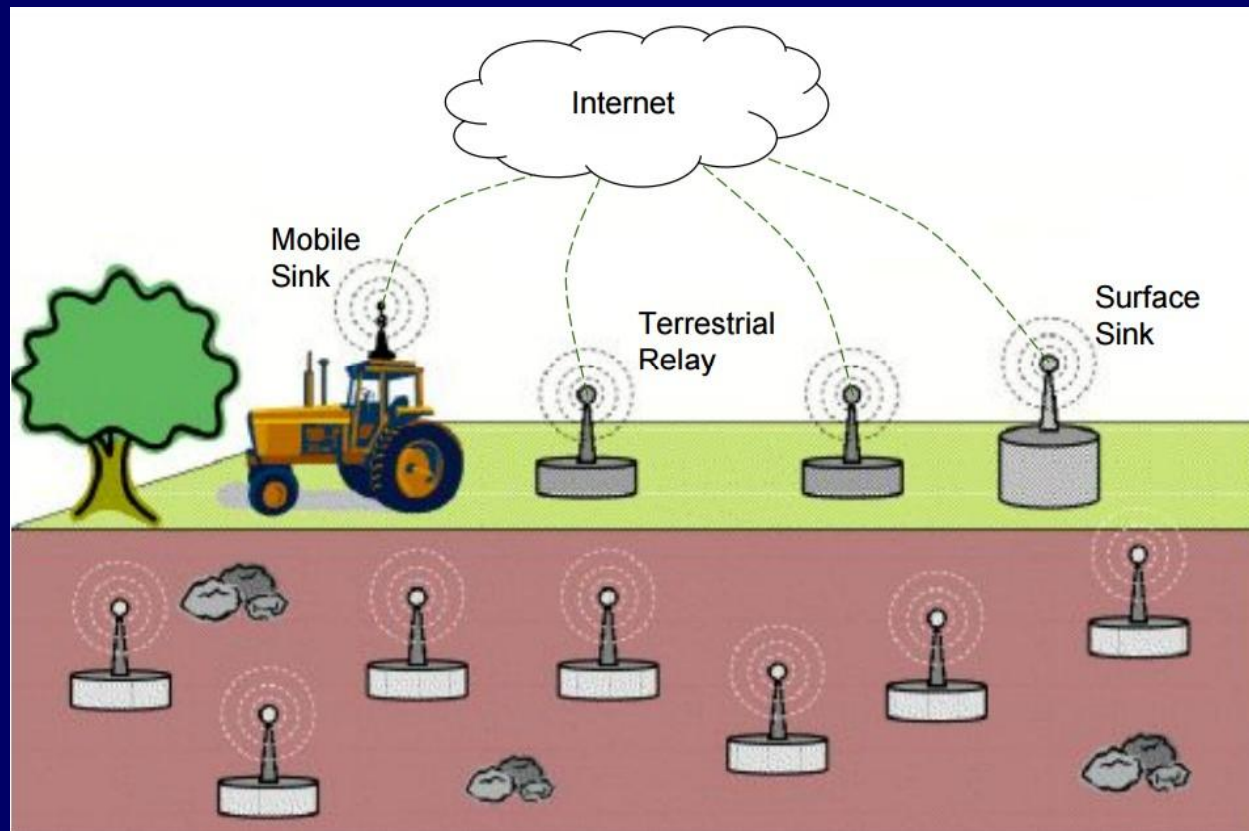 Internet
Mobile
Sink
Terrestrial
Relay
Surface
Sink